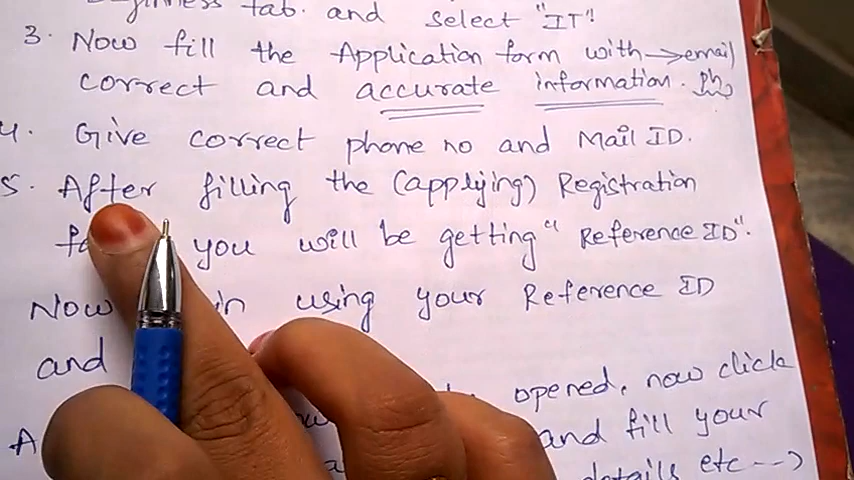 tab. and select "IT"
3. Now fill the Application form with → email
correct and accurate information. ph
4. Give correct phone no and Mail ID.
5. After filling the (applying) Registration
you will be getting "Reference ID".
Now in using your Reference ID
and opened, now click
and fill your
details etc